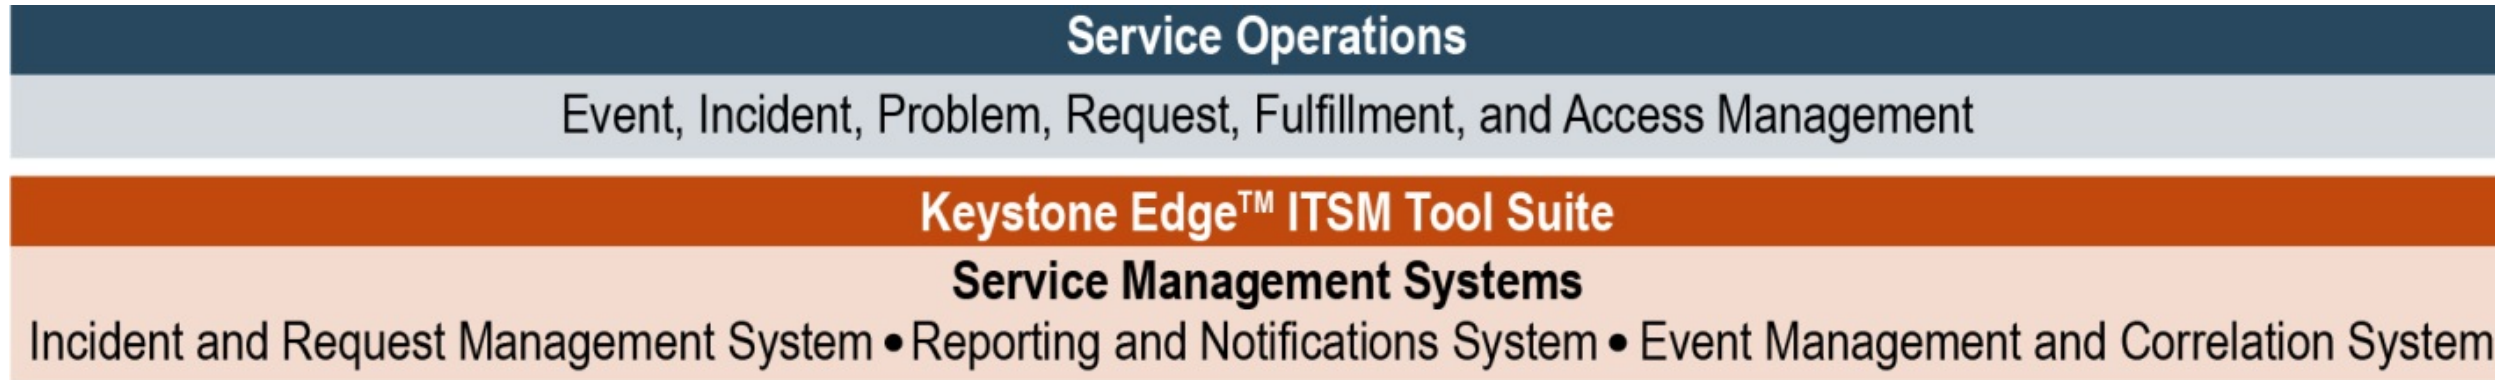 Service Operations
Event, Incident, Problem, Request, Fulfillment, and Access Management
Keystone Edge™ ITSM Tool Suite
Service Management Systems
Incident and Request Management System • Reporting and Notifications System • Event Management and Correlation System